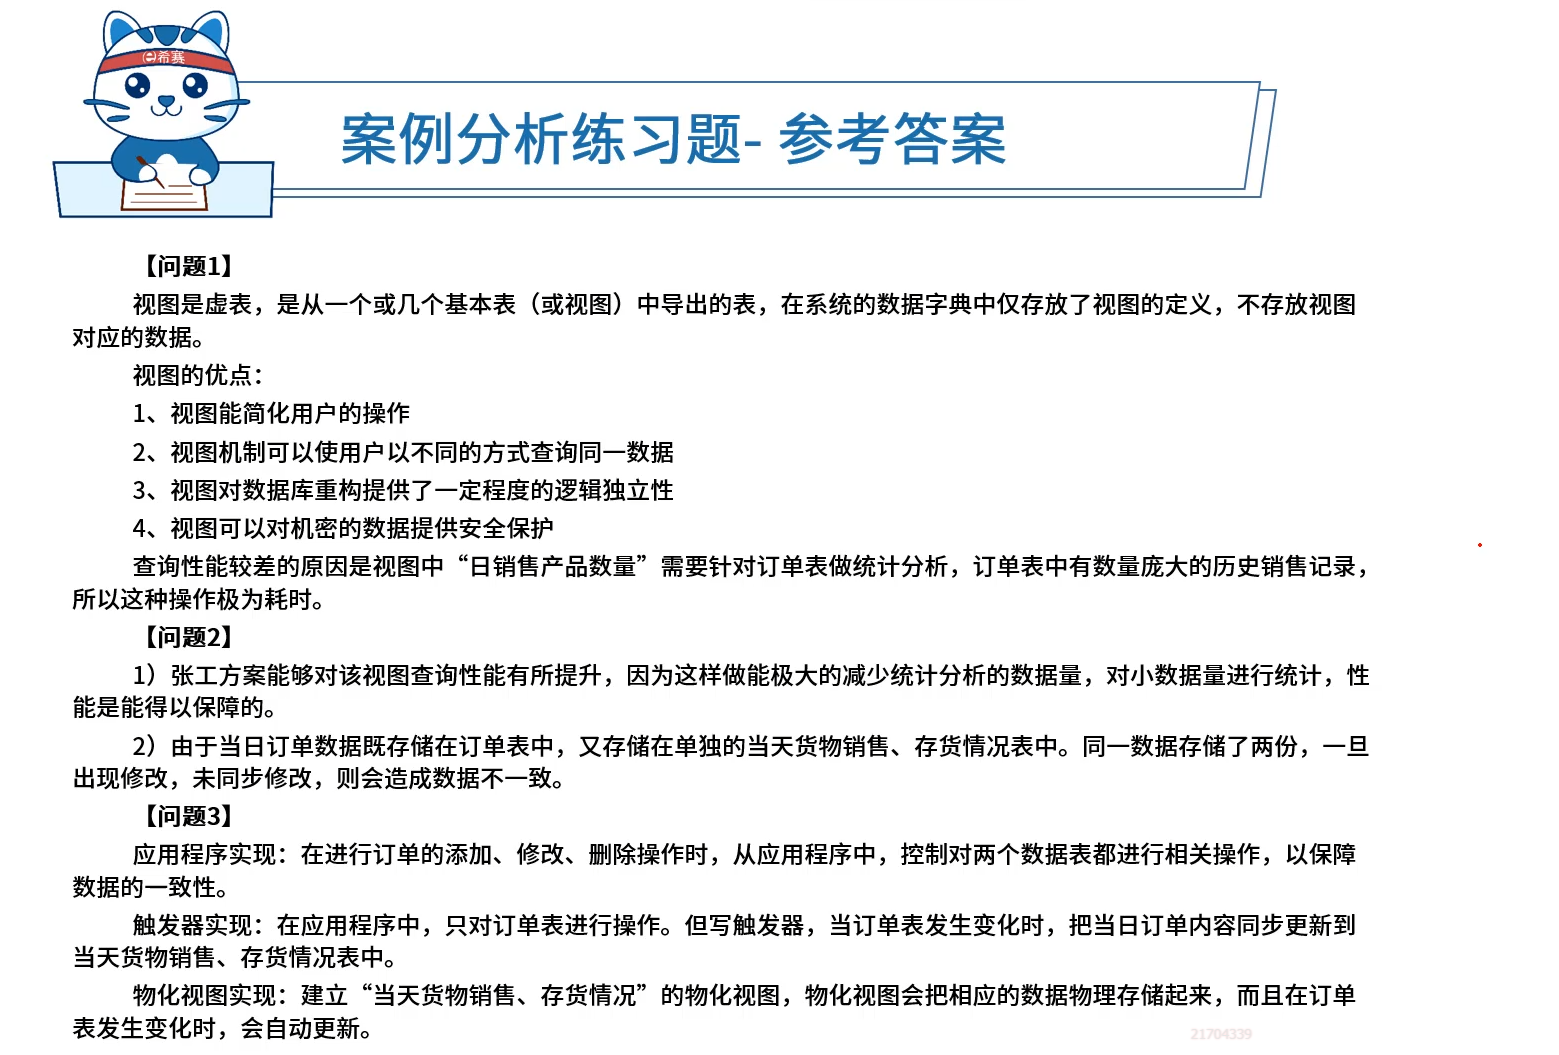 e希赛
案例分析练习题- 参考答案
【问题1】
视图是虚表，是从一个或几个基本表（或视图）中导出的表，在系统的数据字典中仅存放了视图的定义，不存放视图
对应的数据。
视图的优点：
1、视图能简化用户的操作
2、视图机制可以使用户以不同的方式查询同一数据
3、视图对数据库重构提供了一定程度的逻辑独立性
4、视图可以对机密的数据提供安全保护
查询性能较差的原因是视图中“日销售产品数量”需要针对订单表做统计分析，订单表中有数量庞大的历史销售记录，
所以这种操作极为耗时。
【问题2】
1）张工方案能够对该视图查询性能有所提升，因为这样做能极大的减少统计分析的数据量，对小数据量进行统计，性
能是能得以保障的。
2）由于当日订单数据既存储在订单表中，又存储在单独的当天货物销售、存货情况表中。同一数据存储了两份，一旦
出现修改，未同步修改，则会造成数据不一致。
【问题3】
应用程序实现：在进行订单的添加、修改、删除操作时，从应用程序中，控制对两个数据表都进行相关操作，以保障
数据的一致性。
触发器实现：在应用程序中，只对订单表进行操作。但写触发器，当订单表发生变化时，把当日订单内容同步更新到
当天货物销售、存货情况表中。
物化视图实现：建立“当天货物销售、存货情况”的物化视图，物化视图会把相应的数据物理存储起来，而且在订单
表发生变化时，会自动更新。
21704339